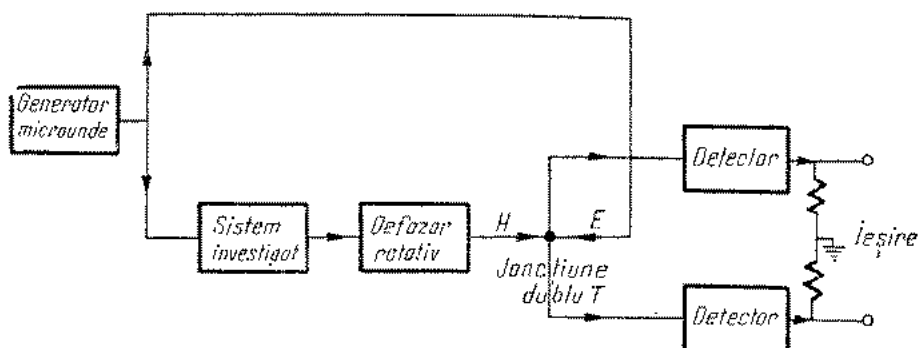 Generator
microunde
Sistem
investigat
Defazor
rotativ
H
E
Joncțiune
dublu T
Detector
Detector
Ieșire